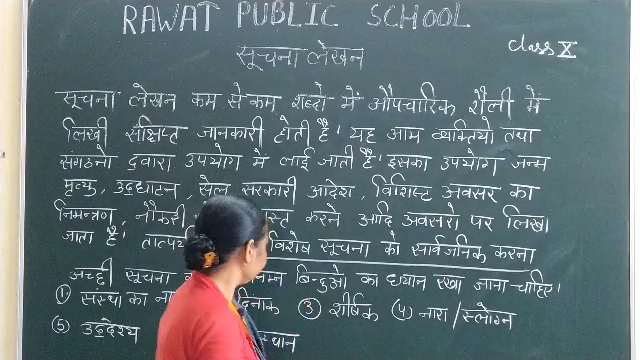 RAWAT PUBLIC SCHOOL
सूचना लेखन
class X
सूचना लेखन कम से कम शब्दो में औपचारिक शैली में
लिखी संक्षिप्त जानकारी होती है। यह आम व्यक्तियो तथा
संगठनो द्वारा उपयोग मे लाई जाती है। इसका उपयोग जन्म
मृत्यु, उद्घाटन, सेल सरकारी आदेश, विशिस्ट अवसर का
निमन्त्रण, नौकरी करने आदि अवसरो पर लिखा
जाता है। विशेष सूचना को सार्वजनिक करना
अच्छी सूचना बिन्दुओ का ध्यान रखा जाना चाहिए।
① संस्था का दिनांक ③ शीर्षक ④ नारा/स्लोगन
⑤ उद्देश्य